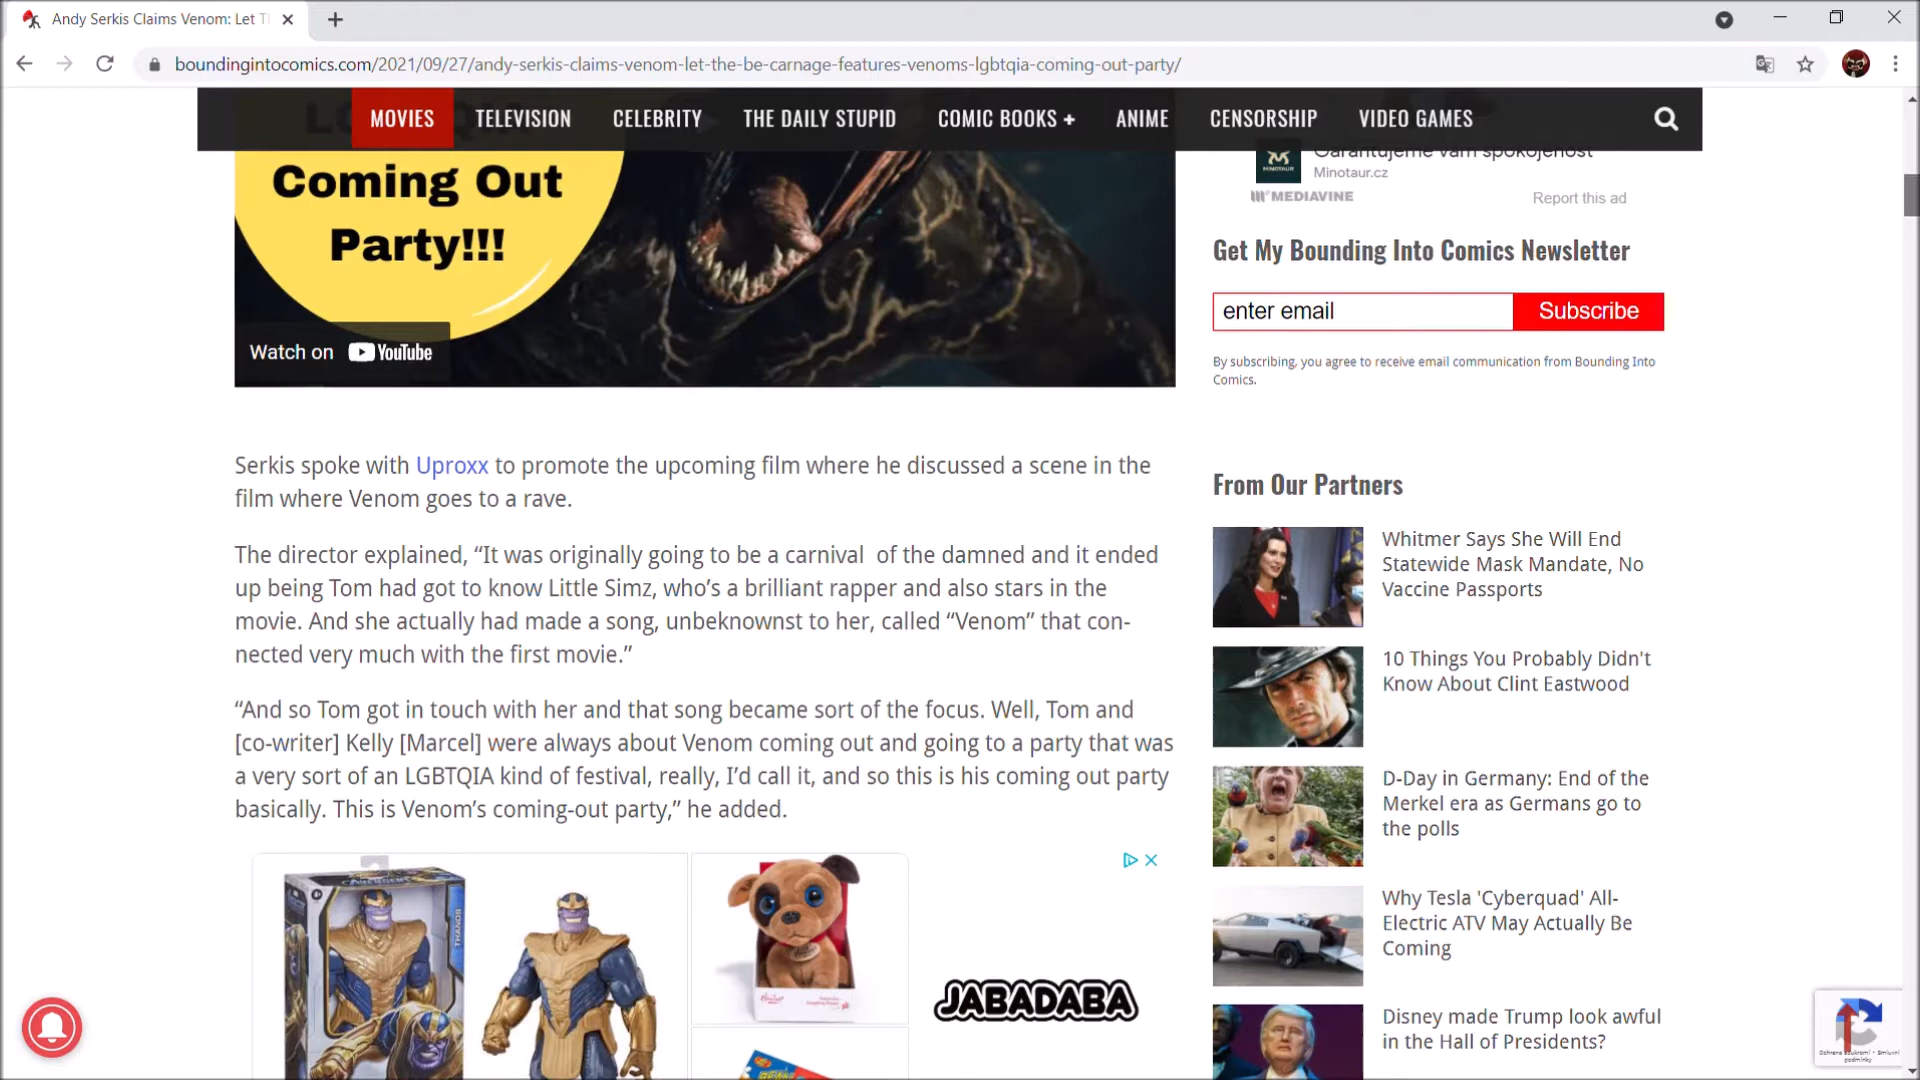 Andy Serkis Claims Venom: Let T
boundingintocomics.com/2021/09/27/andy-serkis-claims-venom-let-the-be-carnage-features-venoms-lgbtqia-coming-out-party/
MOVIES TELEVISION CELEBRITY THE DAILY STUPID COMIC BOOKS + ANIME CENSORSHIP VIDEO GAMES
Coming Out
Party!!!
Watch on YouTube
Serkis spoke with Uproxx to promote the upcoming film where he discussed a scene in the
film where Venom goes to a rave.
The director explained, “It was originally going to be a carnival of the damned and it ended
up being Tom had got to know Little Simz, who’s a brilliant rapper and also stars in the
movie. And she actually had made a song, unbeknownst to her, called “Venom” that con-
nected very much with the first movie.”
“And so Tom got in touch with her and that song became sort of the focus. Well, Tom and
[co-writer] Kelly [Marcel] were always about Venom coming out and going to a party that was
a very sort of an LGBTQIA kind of festival, really, I’d call it, and so this is his coming out party
basically. This is Venom’s coming-out party,” he added.
THANOS
JABADABA
Garantujeme vám spokojenost
MINOTAUR
Minotaur.cz
MEDIAVINE
Report this ad
Get My Bounding Into Comics Newsletter
enter email
Subscribe
By subscribing, you agree to receive email communication from Bounding Into
Comics.
From Our Partners
Whitmer Says She Will End
Statewide Mask Mandate, No
Vaccine Passports
10 Things You Probably Didn't
Know About Clint Eastwood
D-Day in Germany: End of the
Merkel era as Germans go to
the polls
Why Tesla 'Cyberquad' All-
Electric ATV May Actually Be
Coming
Disney made Trump look awful
in the Hall of Presidents?